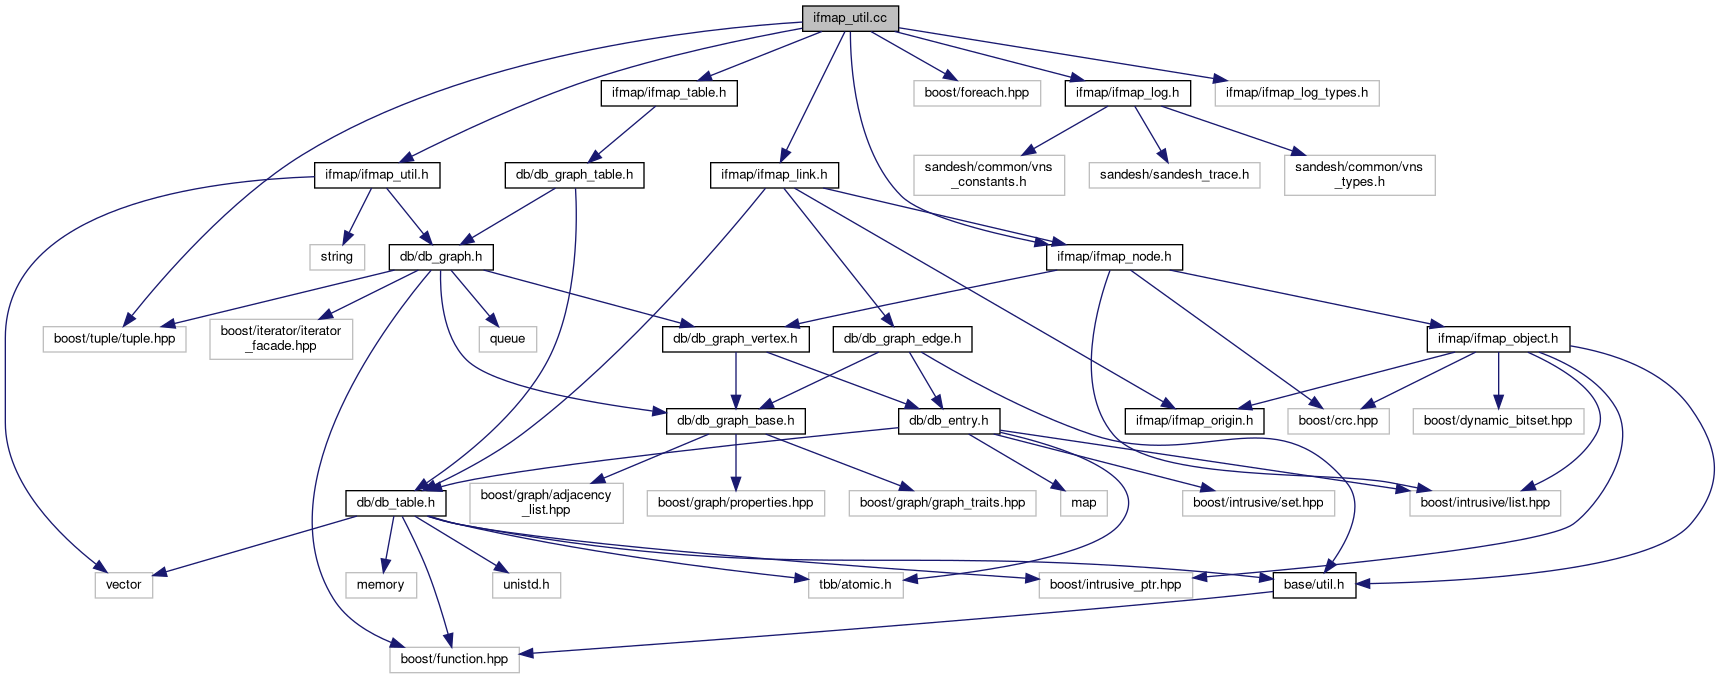 ifmap_util.cc
ifmap/ifmap_table.h
boost/foreach.hpp
ifmap/ifmap_log.h
ifmap/ifmap_log_types.h
ifmap/ifmap_util.h
db/db_graph_table.h
ifmap/ifmap_link.h
sandesh/common/vns
_constants.h
sandesh/sandesh_trace.h
sandesh/common/vns
_types.h
string
db/db_graph.h
ifmap/ifmap_node.h
boost/tuple/tuple.hpp
boost/iterator/iterator
_facade.hpp
queue
db/db_graph_vertex.h
db/db_graph_edge.h
ifmap/ifmap_object.h
db/db_graph_base.h
db/db_entry.h
ifmap/ifmap_origin.h
boost/crc.hpp
boost/dynamic_bitset.hpp
db/db_table.h
boost/graph/adjacency
_list.hpp
boost/graph/properties.hpp
boost/graph/graph_traits.hpp
map
boost/intrusive/set.hpp
boost/intrusive/list.hpp
vector
memory
unistd.h
tbb/atomic.h
boost/intrusive_ptr.hpp
base/util.h
boost/function.hpp